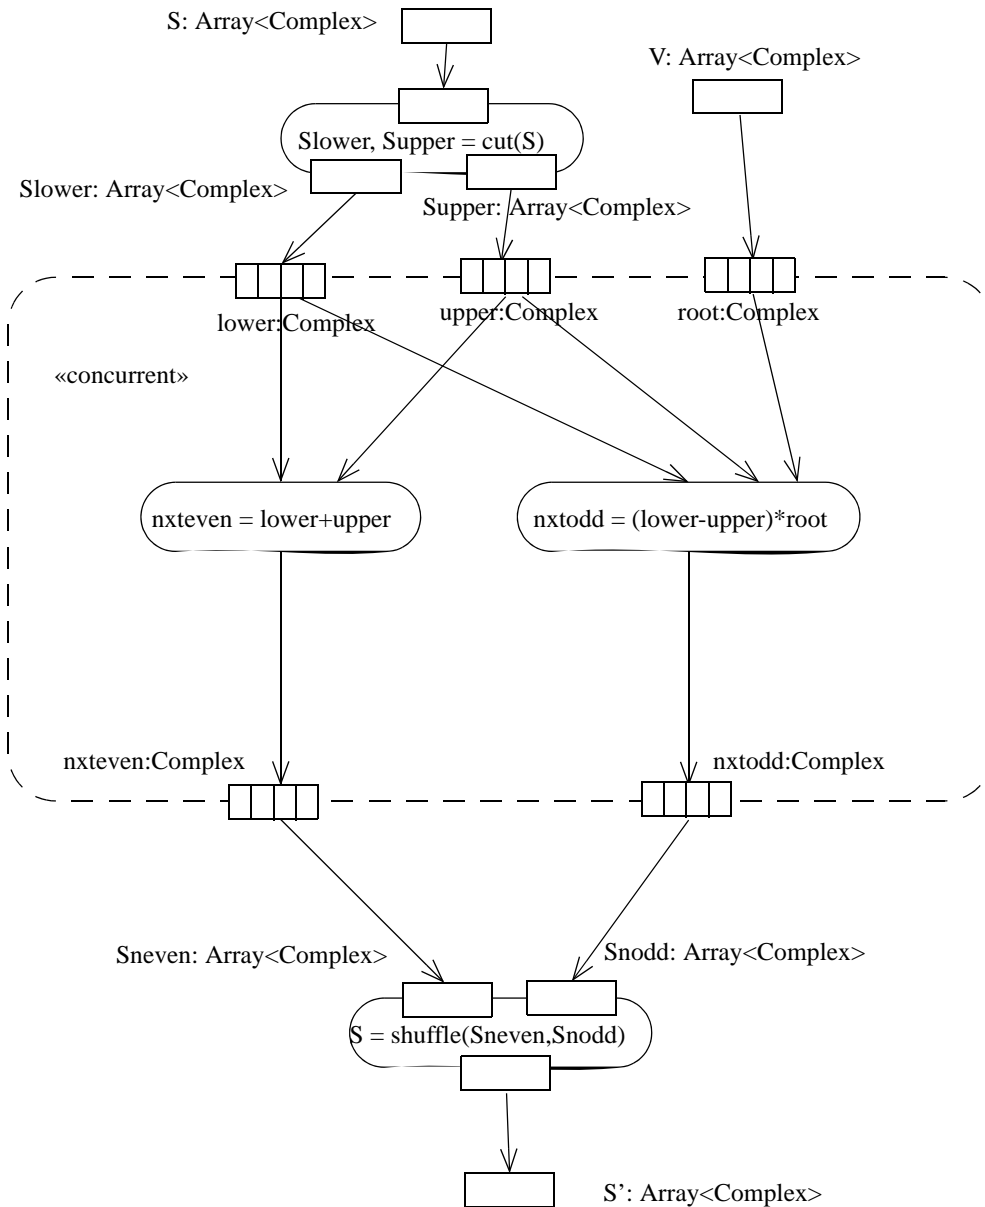 S: Array<Complex>
V: Array<Complex>
Slower, Supper = cut(S)
Slower: Array<Complex>
Supper: Array<Complex>
lower:Complex
upper:Complex
root:Complex
«concurrent»
nxteven = lower+upper
nxtodd = (lower-upper)*root
nxteven:Complex
nxtodd:Complex
Sneven: Array<Complex>
Snodd: Array<Complex>
S = shuffle(Sneven,Snodd)
S’: Array<Complex>